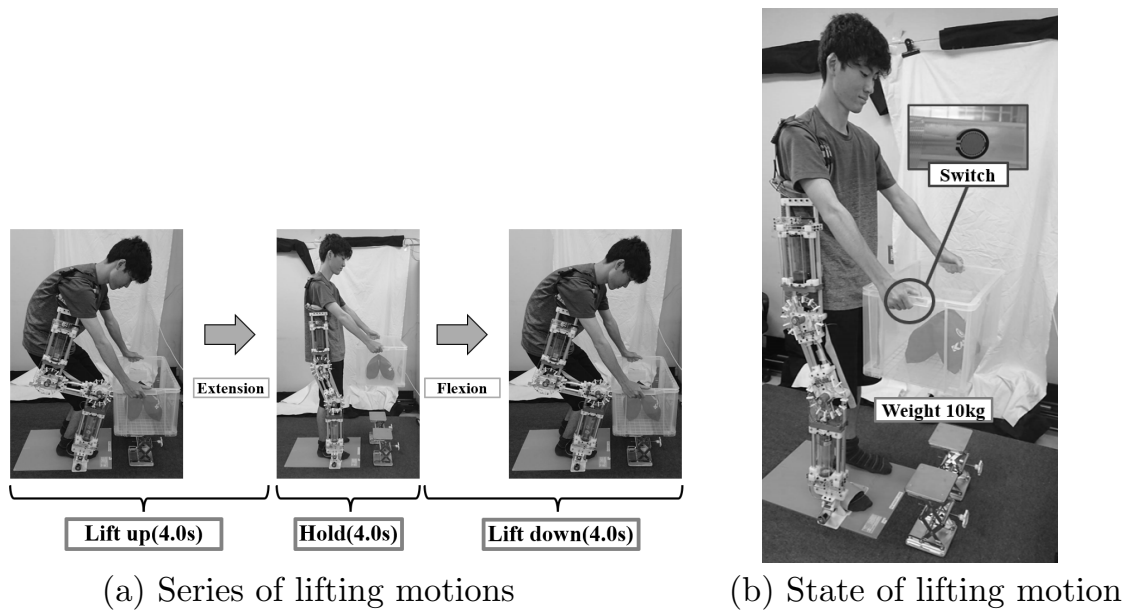 Extension
Flexion
Lift up(4.0s)
Hold(4.0s)
Lift down(4.0s)
(a) Series of lifting motions
Switch
Weight 10kg
(b) State of lifting motion